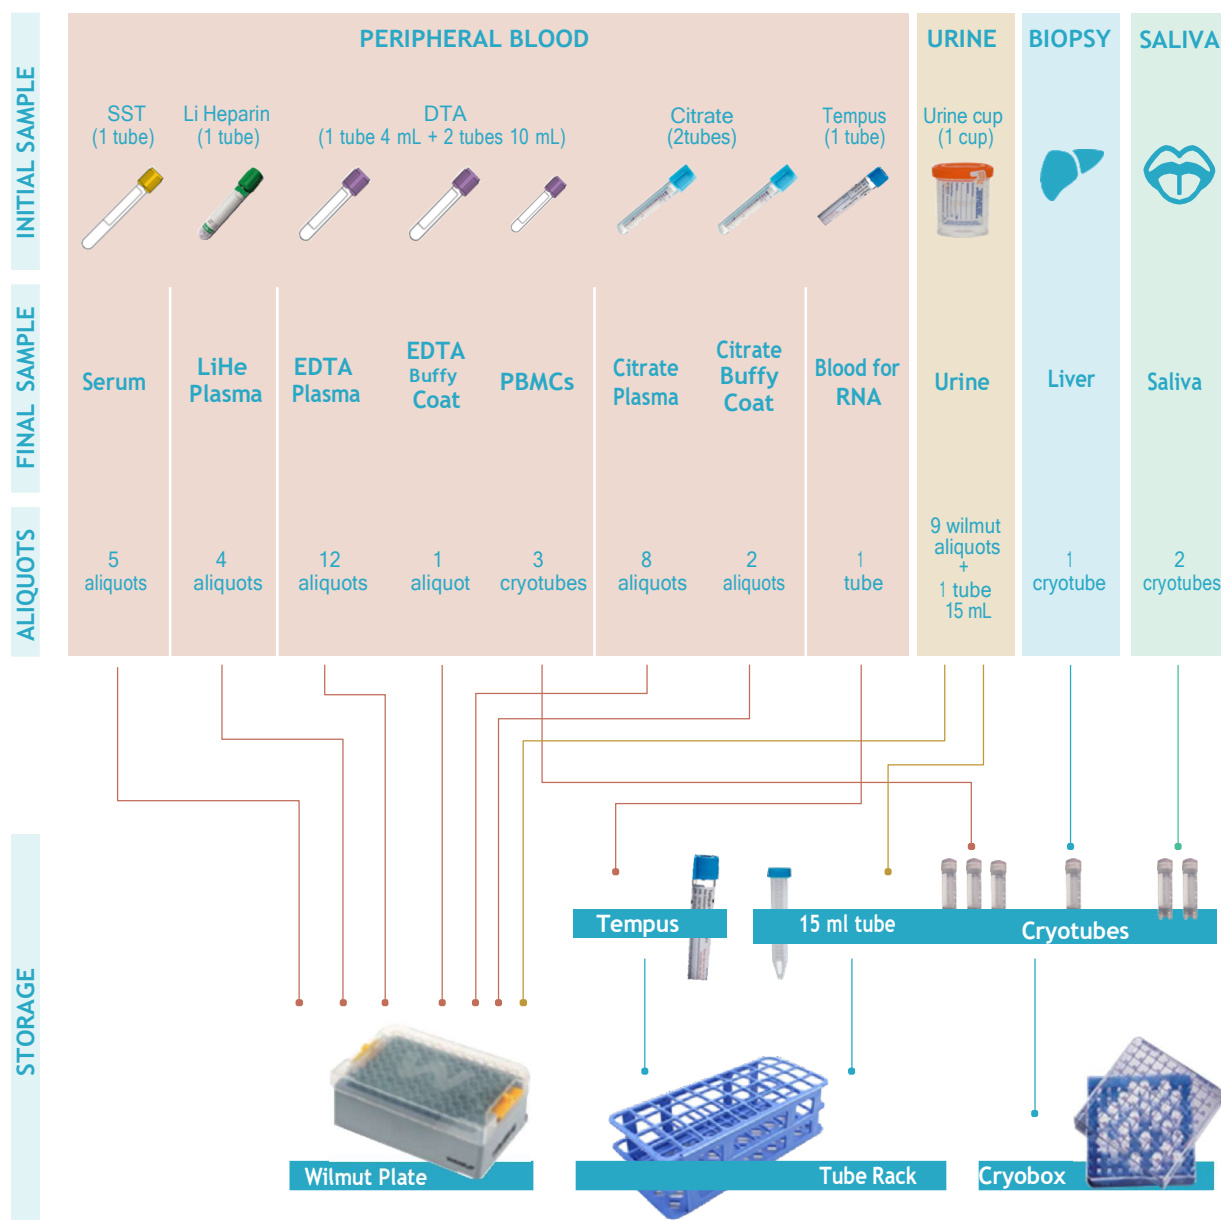 PERIPHERAL BLOOD
URINE
BIOPSY
SALIVA
INITIAL SAMPLE
SST
(1 tube)
Li Heparin
(1 tube)
DTA
(1 tube 4 mL + 2 tubes 10 mL)
Citrate
(2tubes)
Tempus
(1 tube)
Urine cup
(1 cup)
FINAL SAMPLE
Serum
LiHe
Plasma
EDTA
Plasma
EDTA
Buffy
Coat
PBMCs
Citrate
Plasma
Citrate
Buffy
Coat
Blood for
RNA
Urine
Liver
Saliva
ALIQUOTS
5
aliquots
4
aliquots
12
aliquots
1
aliquot
3
cryotubes
8
aliquots
2
aliquots
1
tube
9 wilmut
aliquots
+
1 tube
15 mL
1
cryotube
2
cryotubes
STORAGE
Tempus
15 ml tube
Cryotubes
Wilmut Plate
Tube Rack
Cryobox